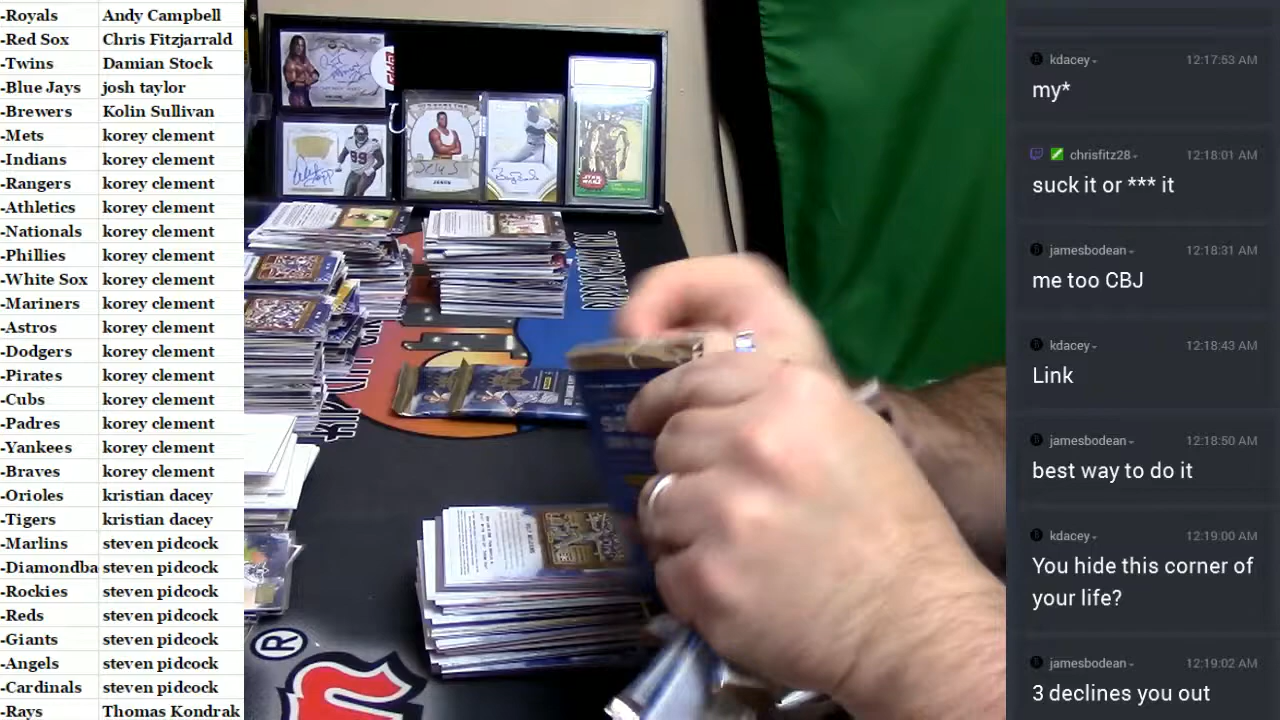 -Royals Andy Campbell
-Red Sox Chris Fitzjarrald
-Twins Damian Stock
-Blue Jays josh taylor
-Brewers Kolin Sullivan
-Mets korey clement
-Indians korey clement
-Rangers korey clement
-Athletics korey clement
-Nationals korey clement
-Phillies korey clement
-White Sox korey clement
-Mariners korey clement
-Astros korey clement
-Dodgers korey clement
-Pirates korey clement
-Cubs korey clement
-Padres korey clement
-Yankees korey clement
-Braves korey clement
-Orioles kristian dacey
-Tigers kristian dacey
-Marlins steven pidcock
-Diamondba steven pidcock
-Rockies steven pidcock
-Reds steven pidcock
-Giants steven pidcock
-Angels steven pidcock
-Cardinals steven pidcock
-Rays Thomas Kondrak
99
STAR WARS
®
kdacey 12:17:53 AM
my*
chrisfitz28 12:18:01 AM
suck it or *** it
jamesbodean 12:18:31 AM
me too CBJ
kdacey 12:18:43 AM
Link
jamesbodean 12:18:50 AM
best way to do it
kdacey 12:19:00 AM
You hide this corner of
your life?
jamesbodean 12:19:02 AM
3 declines you out